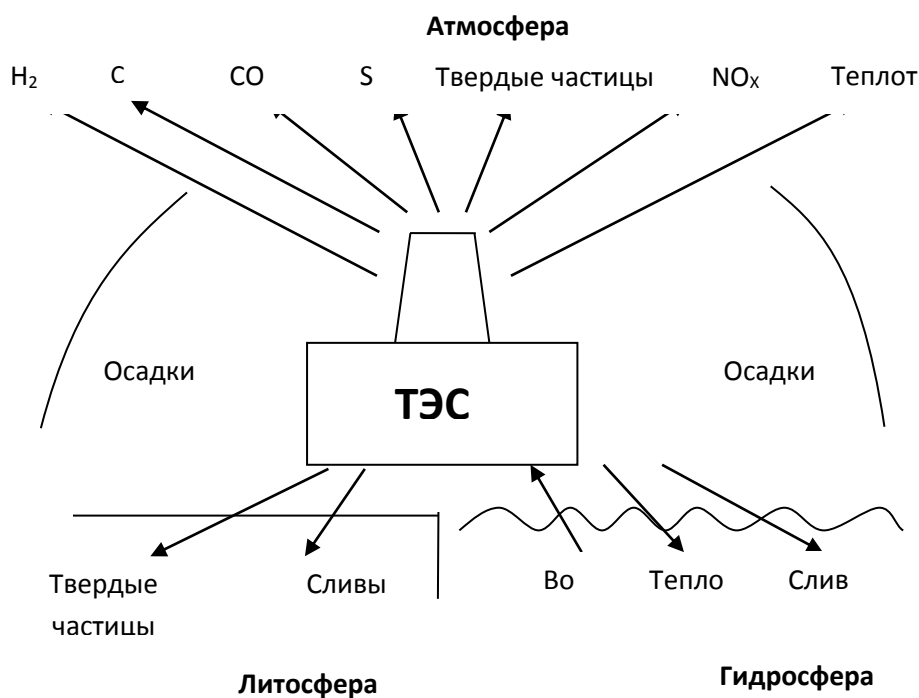 Атмосфера
H₂ C CO S Твердые частицы NOₓ Теплот
Осадки Осадки
ТЭС
Твердые Сливы Во Тепло Слив
частицы
Литосфера Гидросфера